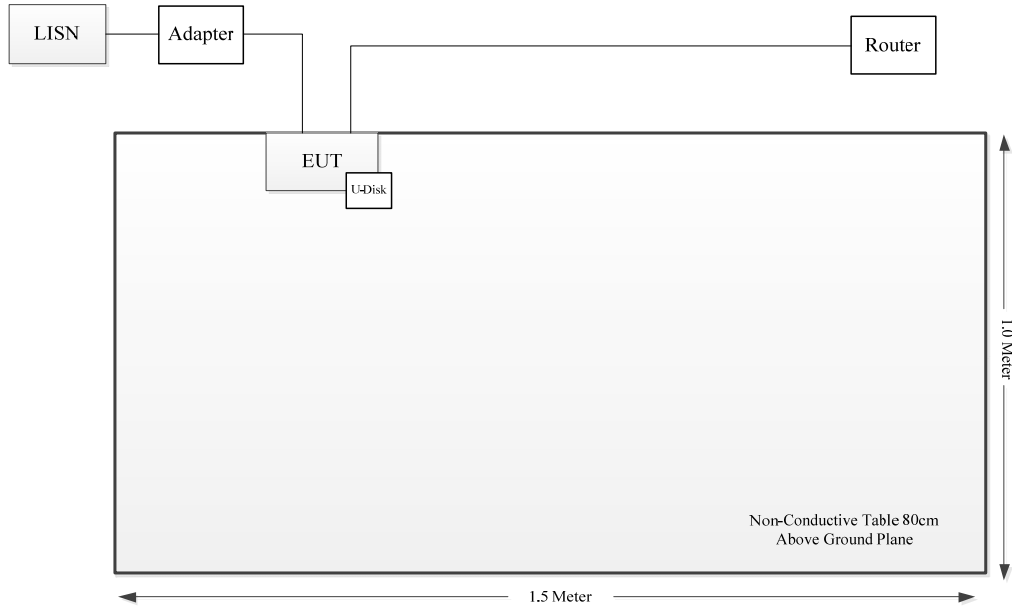 LISN
Adapter
Router
EUT
U-Disk
1.0 Meter
Non-Conductive Table 80cm
Above Ground Plane
1.5 Meter